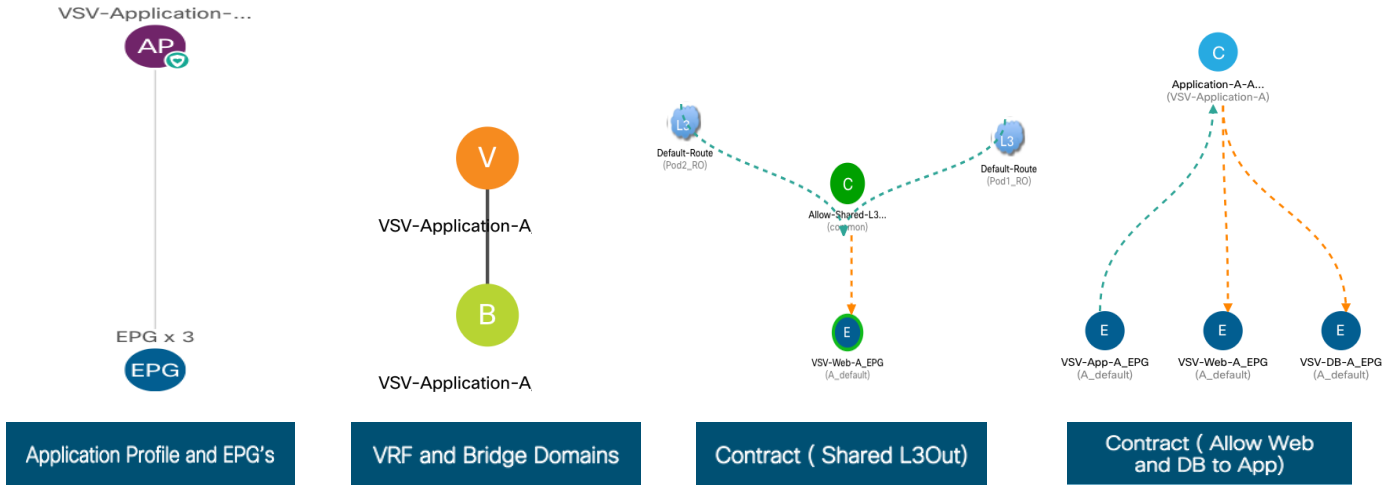 VSV-Application-...
AP
EPG x 3
EPG
Application Profile and EPG's
V
VSV-Application-A
B
VSV-Application-A
VRF and Bridge Domains
L3
Default-Route
(Pod2_RO)
L3
Default-Route
(Pod1_RO)
C
Allow-Shared-L3...
(common)
E
VSV-Web-A_EPG
(A_default)
Contract ( Shared L3Out)
C
Application-A-A...
(VSV-Application-A)
E
VSV-App-A_EPG
(A_default)
E
VSV-Web-A_EPG
(A_default)
E
VSV-DB-A_EPG
(A_default)
Contract ( Allow Web
and DB to App)